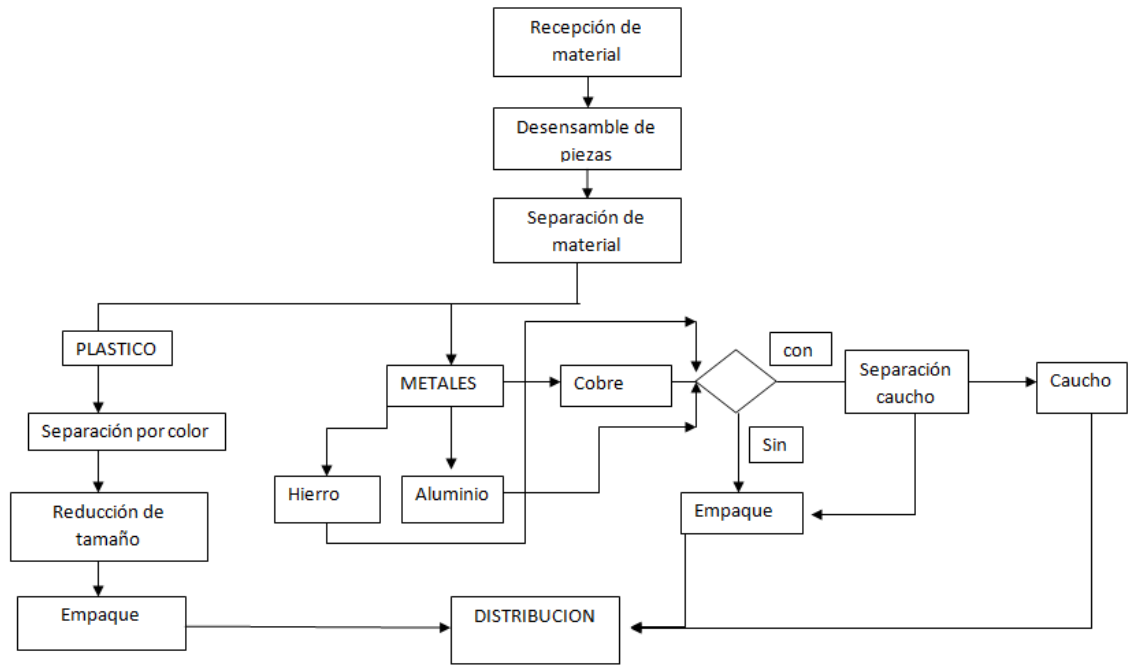 Recepción de
material
Desensamble de
piezas
Separación de
material
PLASTICO
con
METALES
Cobre
Separación
caucho
Caucho
Separación por color
Sin
Hierro
Aluminio
Empaque
Reducción de
tamaño
Empaque
DISTRIBUCION